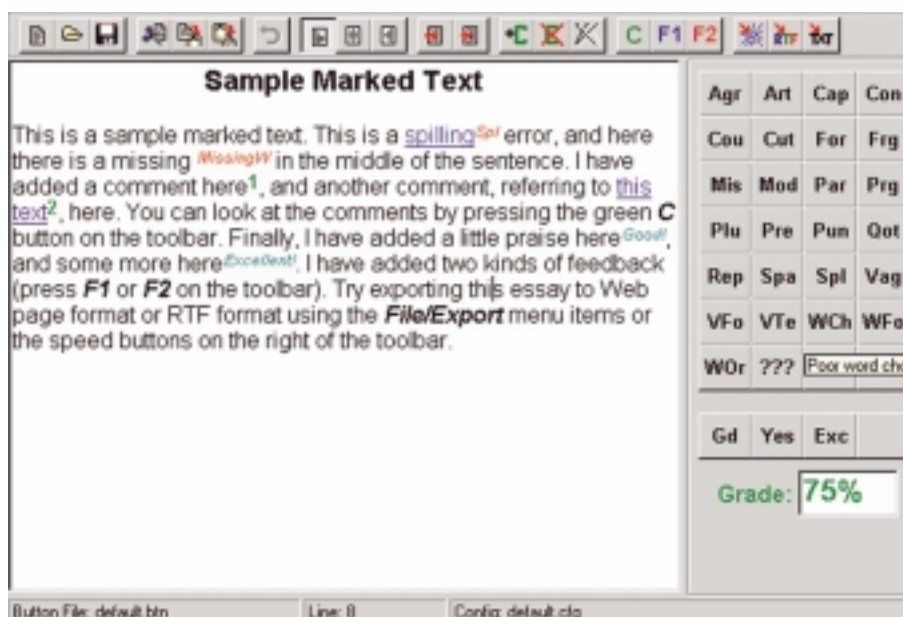 C F1 F2
RTF
TXT
Sample Marked Text
This is a sample marked text. This is a spilling Spl error, and here
there is a missing MissingW in the middle of the sentence. I have
added a comment here1, and another comment, referring to this
text2, here. You can look at the comments by pressing the green C
button on the toolbar. Finally, I have added a little praise here Good!,
and some more here Excellent!. I have added two kinds of feedback
(press F1 or F2 on the toolbar). Try exporting this essay to Web
page format or RTF format using the File/Export menu items or
the speed buttons on the right of the toolbar.
Agr Art Cap Con
Cou Cut For Frg
Mis Mod Par Prg
Plu Pre Pun Qot
Rep Spa Spl Vag
VFo VTe WCh WFo
WOr ??? Poor word cho
Gd Yes Exc
Grade: 75%
Button File: default.btn Line: 8 Config: default.cfg